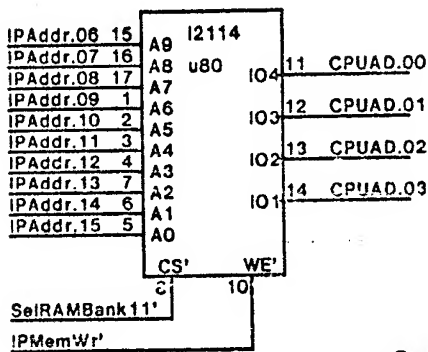 IPAddr.06 15 A9 I2114
IPAddr.07 16 A8 u80
IPAddr.08 17 A7 IO4 11 CPUAD.00
IPAddr.09 1 A6
IPAddr.10 2 A5 IO3 12 CPUAD.01
IPAddr.11 3 A4
IPAddr.12 4 A3 IO2 13 CPUAD.02
IPAddr.13 7 A2
IPAddr.14 6 A1 IO1 14 CPUAD.03
IPAddr.15 5 A0
CS' WE'
8 10
SelRAMBank11'
IPMemWr'